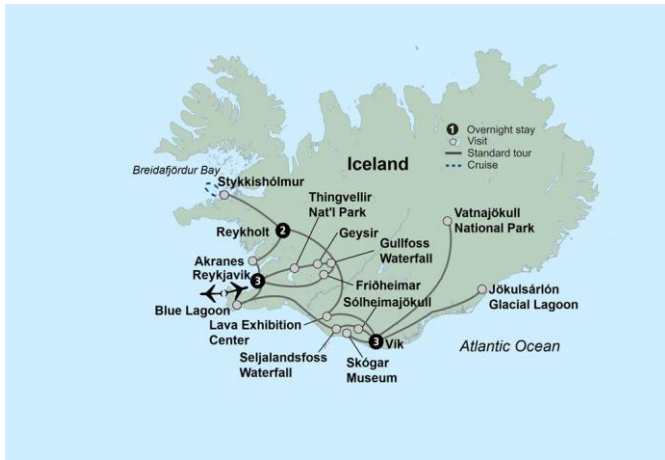 1 Overnight stay
Visit
Standard tour
Cruise
Iceland
Breidafjördur Bay
Stykkishólmur
Thingvellir
Nat'l Park
Vatnajökull
National Park
Reykholt
2
Geysir
Gullfoss
Waterfall
Akranes
Reykjavik
3
Friðheimar
Sólheimajökull
Jökulsárlón
Glacial Lagoon
Blue Lagoon
Lava Exhibition
Center
3
Vík
Seljalandsfoss
Waterfall
Skógar
Museum
Atlantic Ocean